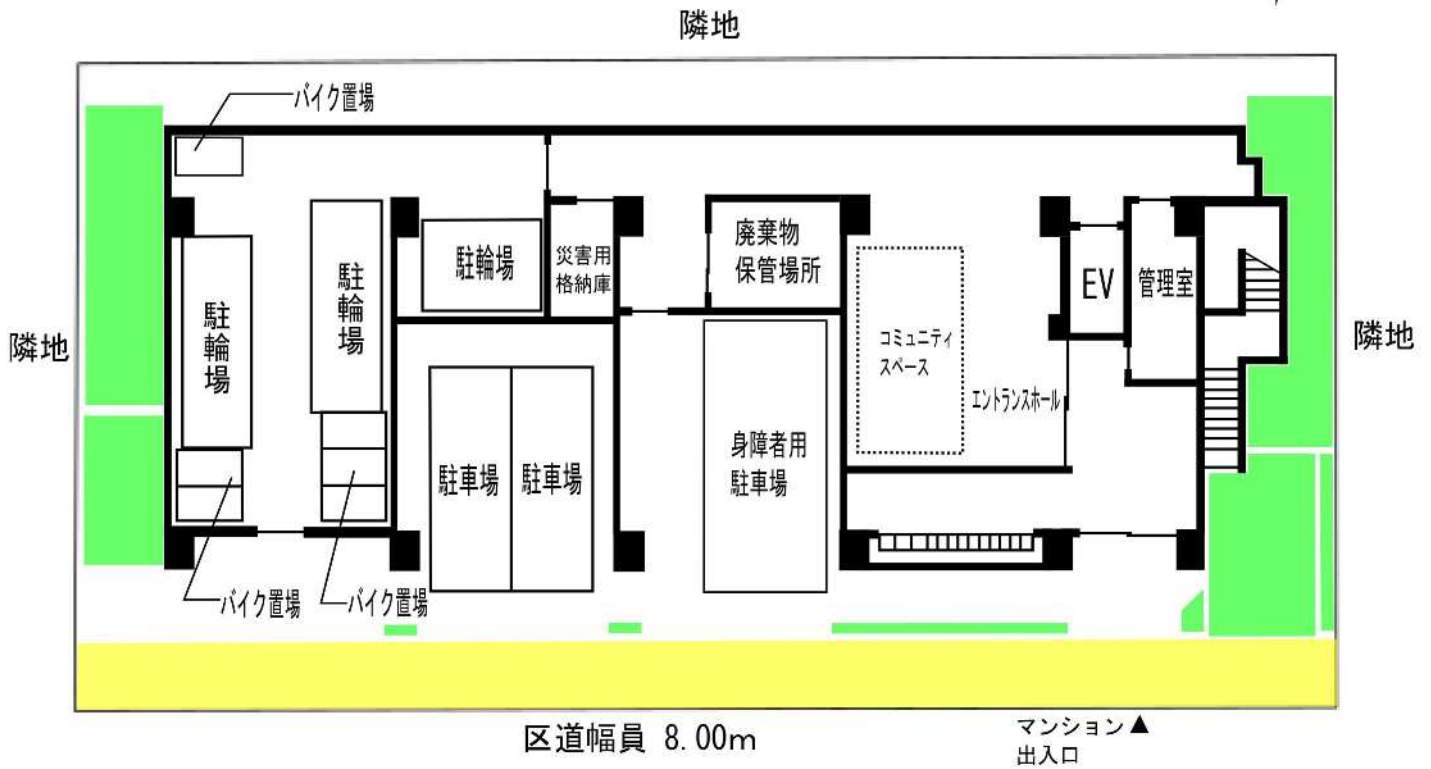 隣地
バイク置場
廃棄物
保管場所
駐輪場
災害用
格納庫
EV
管理室
駐輪場
駐輪場
隣地
隣地
コミュニティ
スペース
エントランスホール
身障者用
駐車場
駐車場
駐車場
バイク置場
バイク置場
区道幅員 8.00m
マンション▲
出入口